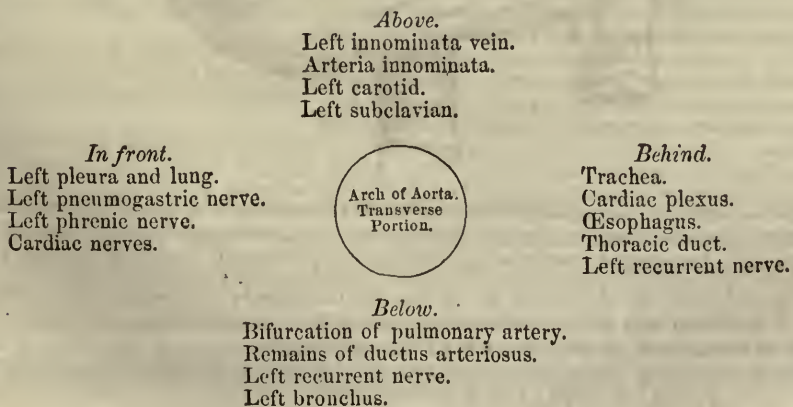 Above.
Left innominata vein.
Arteria innominata.
Left carotid.
Left subclavian.
In front.
Left pleura and lung.
Left pneumogastric nerve.
Left phrenic nerve.
Cardiac nerves.
Arch of Aorta.
Transverse
Portion.
Behind.
Trachea.
Cardiac plexus.
Œsophagus.
Thoracic duct.
Left recurrent nerve.
Below.
Bifurcation of pulmonary artery.
Remains of ductus arteriosus.
Left recurrent nerve.
Left bronchus.